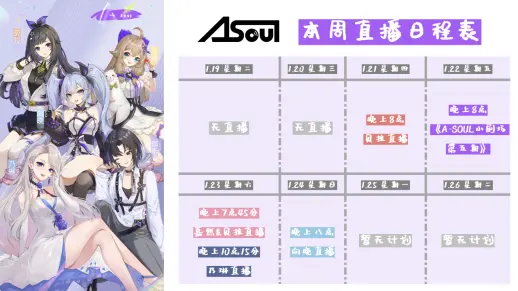 ASoul 本周直播日程表
1.19 星期二 1.20 星期三 1.21 星期四 1.22 星期五
无直播 无直播 晚上8点
贝拉直播
晚上8点
《A-SOUL小剧场
第五期》
1.23 星期六 1.24 星期日 1.25 星期一 1.26 星期二
晚上7点45分
嘉然&贝拉直播
晚上10点15分
乃琳直播
晚上八点
向晚直播
暂无计划 暂无计划